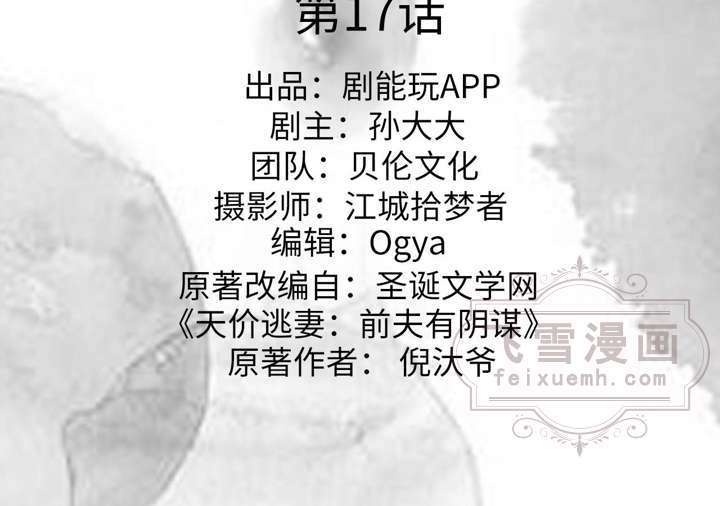 第17话
出品：剧能玩APP
剧主：孙大大
团队：贝伦文化
摄影师：江城拾梦者
编辑：Ogya
原著改编自：圣诞文学网
《天价逃妻：前夫有阴谋》
原著作者： 倪汏爷
飞雪漫画
feixuemh.com